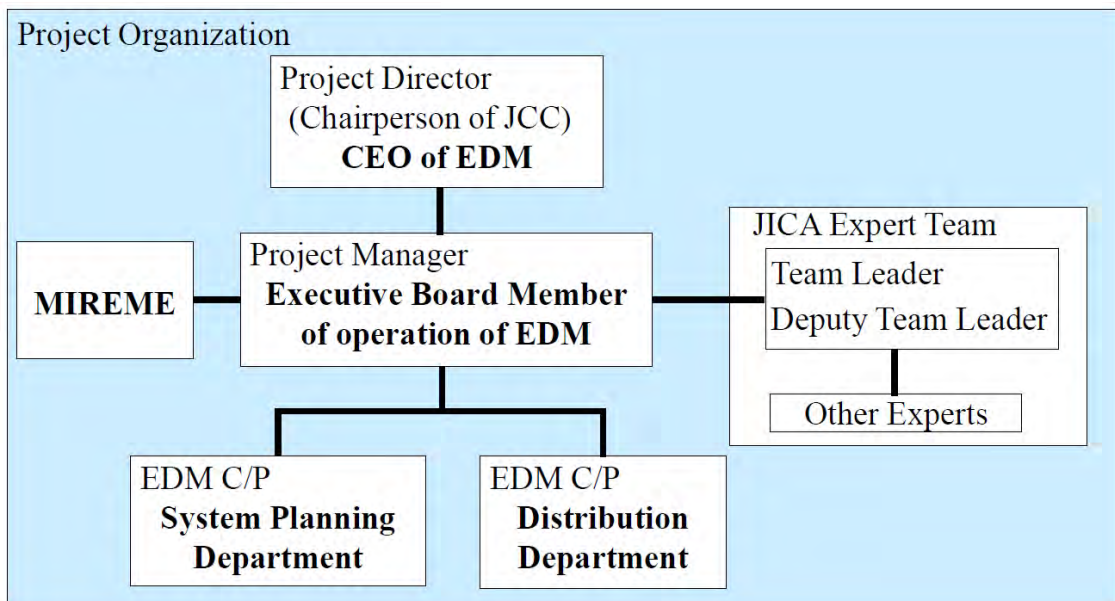 Project Organization
Project Director
(Chairperson of JCC)
CEO of EDM
MIREME
Project Manager
Executive Board Member
of operation of EDM
JICA Expert Team
Team Leader
Deputy Team Leader
Other Experts
EDM C/P
System Planning
Department
EDM C/P
Distribution
Department